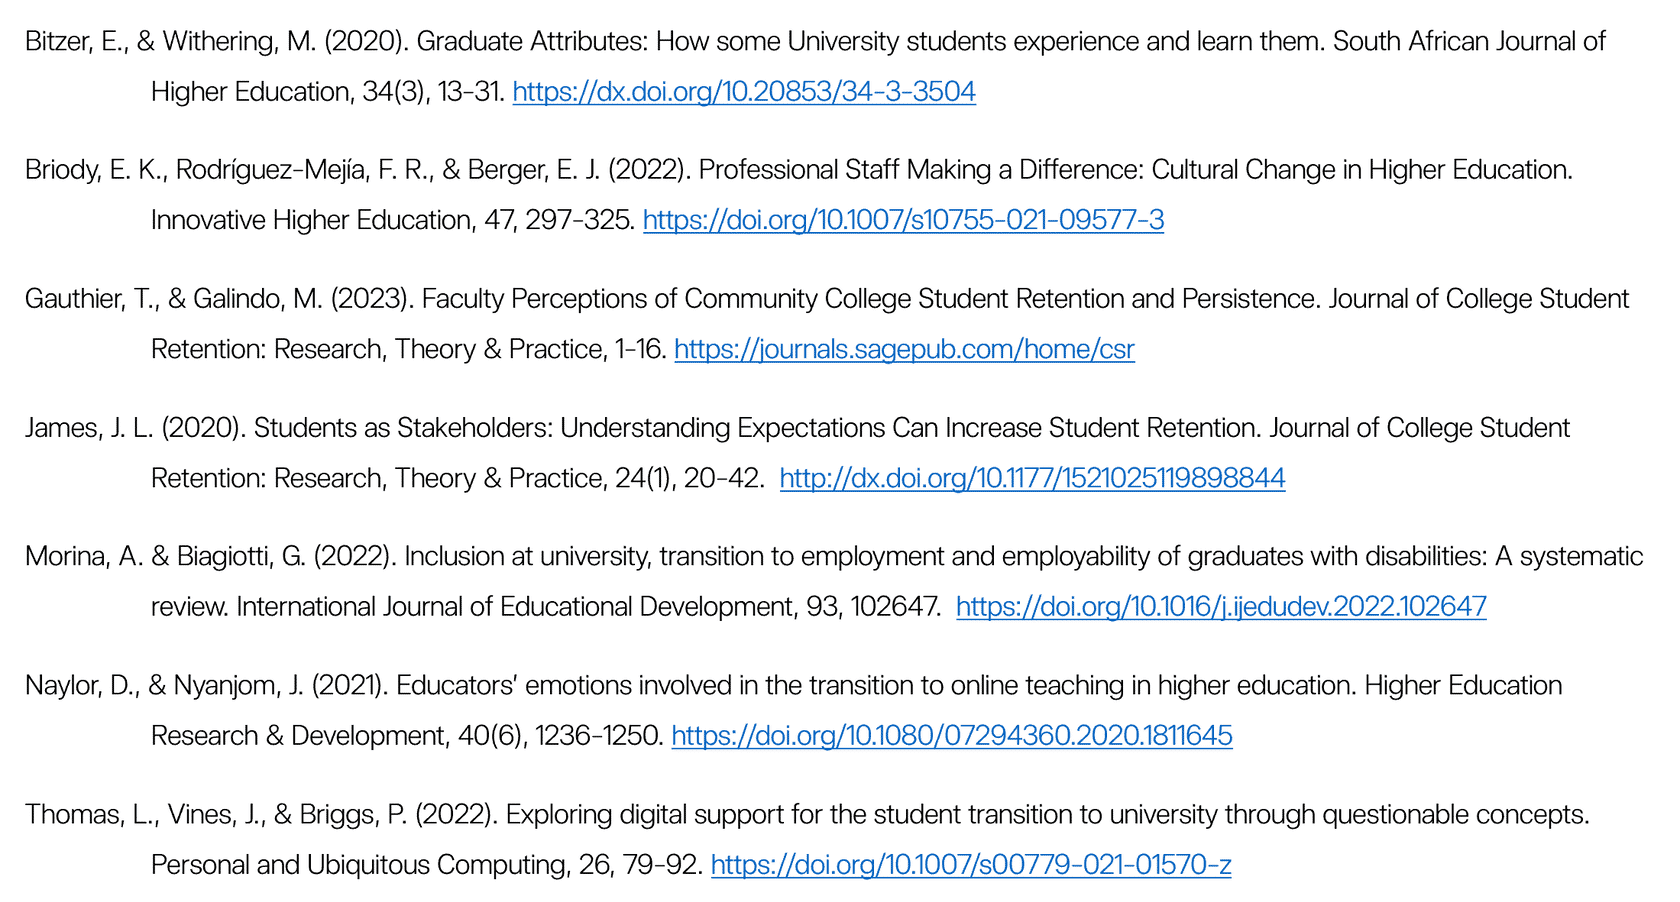 Bitzer, E., & Withering, M. (2020). Graduate Attributes: How some University students experience and learn them. South African Journal of
Higher Education, 34(3), 13-31. https://dx.doi.org/10.20853/34-3-3504
Briody, E. K., Rodríguez-Mejía, F. R., & Berger, E. J. (2022). Professional Staff Making a Difference: Cultural Change in Higher Education.
Innovative Higher Education, 47, 297-325. https://doi.org/10.1007/s10755-021-09577-3
Gauthier, T., & Galindo, M. (2023). Faculty Perceptions of Community College Student Retention and Persistence. Journal of College Student
Retention: Research, Theory & Practice, 1-16. https://journals.sagepub.com/home/csr
James, J. L. (2020). Students as Stakeholders: Understanding Expectations Can Increase Student Retention. Journal of College Student
Retention: Research, Theory & Practice, 24(1), 20-42. http://dx.doi.org/10.1177/1521025119898844
Morina, A. & Biagiotti, G. (2022). Inclusion at university, transition to employment and employability of graduates with disabilities: A systematic
review. International Journal of Educational Development, 93, 102647. https://doi.org/10.1016/j.ijedudev.2022.102647
Naylor, D., & Nyanjom, J. (2021). Educators' emotions involved in the transition to online teaching in higher education. Higher Education
Research & Development, 40(6), 1236-1250. https://doi.org/10.1080/07294360.2020.1811645
Thomas, L., Vines, J., & Briggs, P. (2022). Exploring digital support for the student transition to university through questionable concepts.
Personal and Ubiquitous Computing, 26, 79-92. https://doi.org/10.1007/s00779-021-01570-z